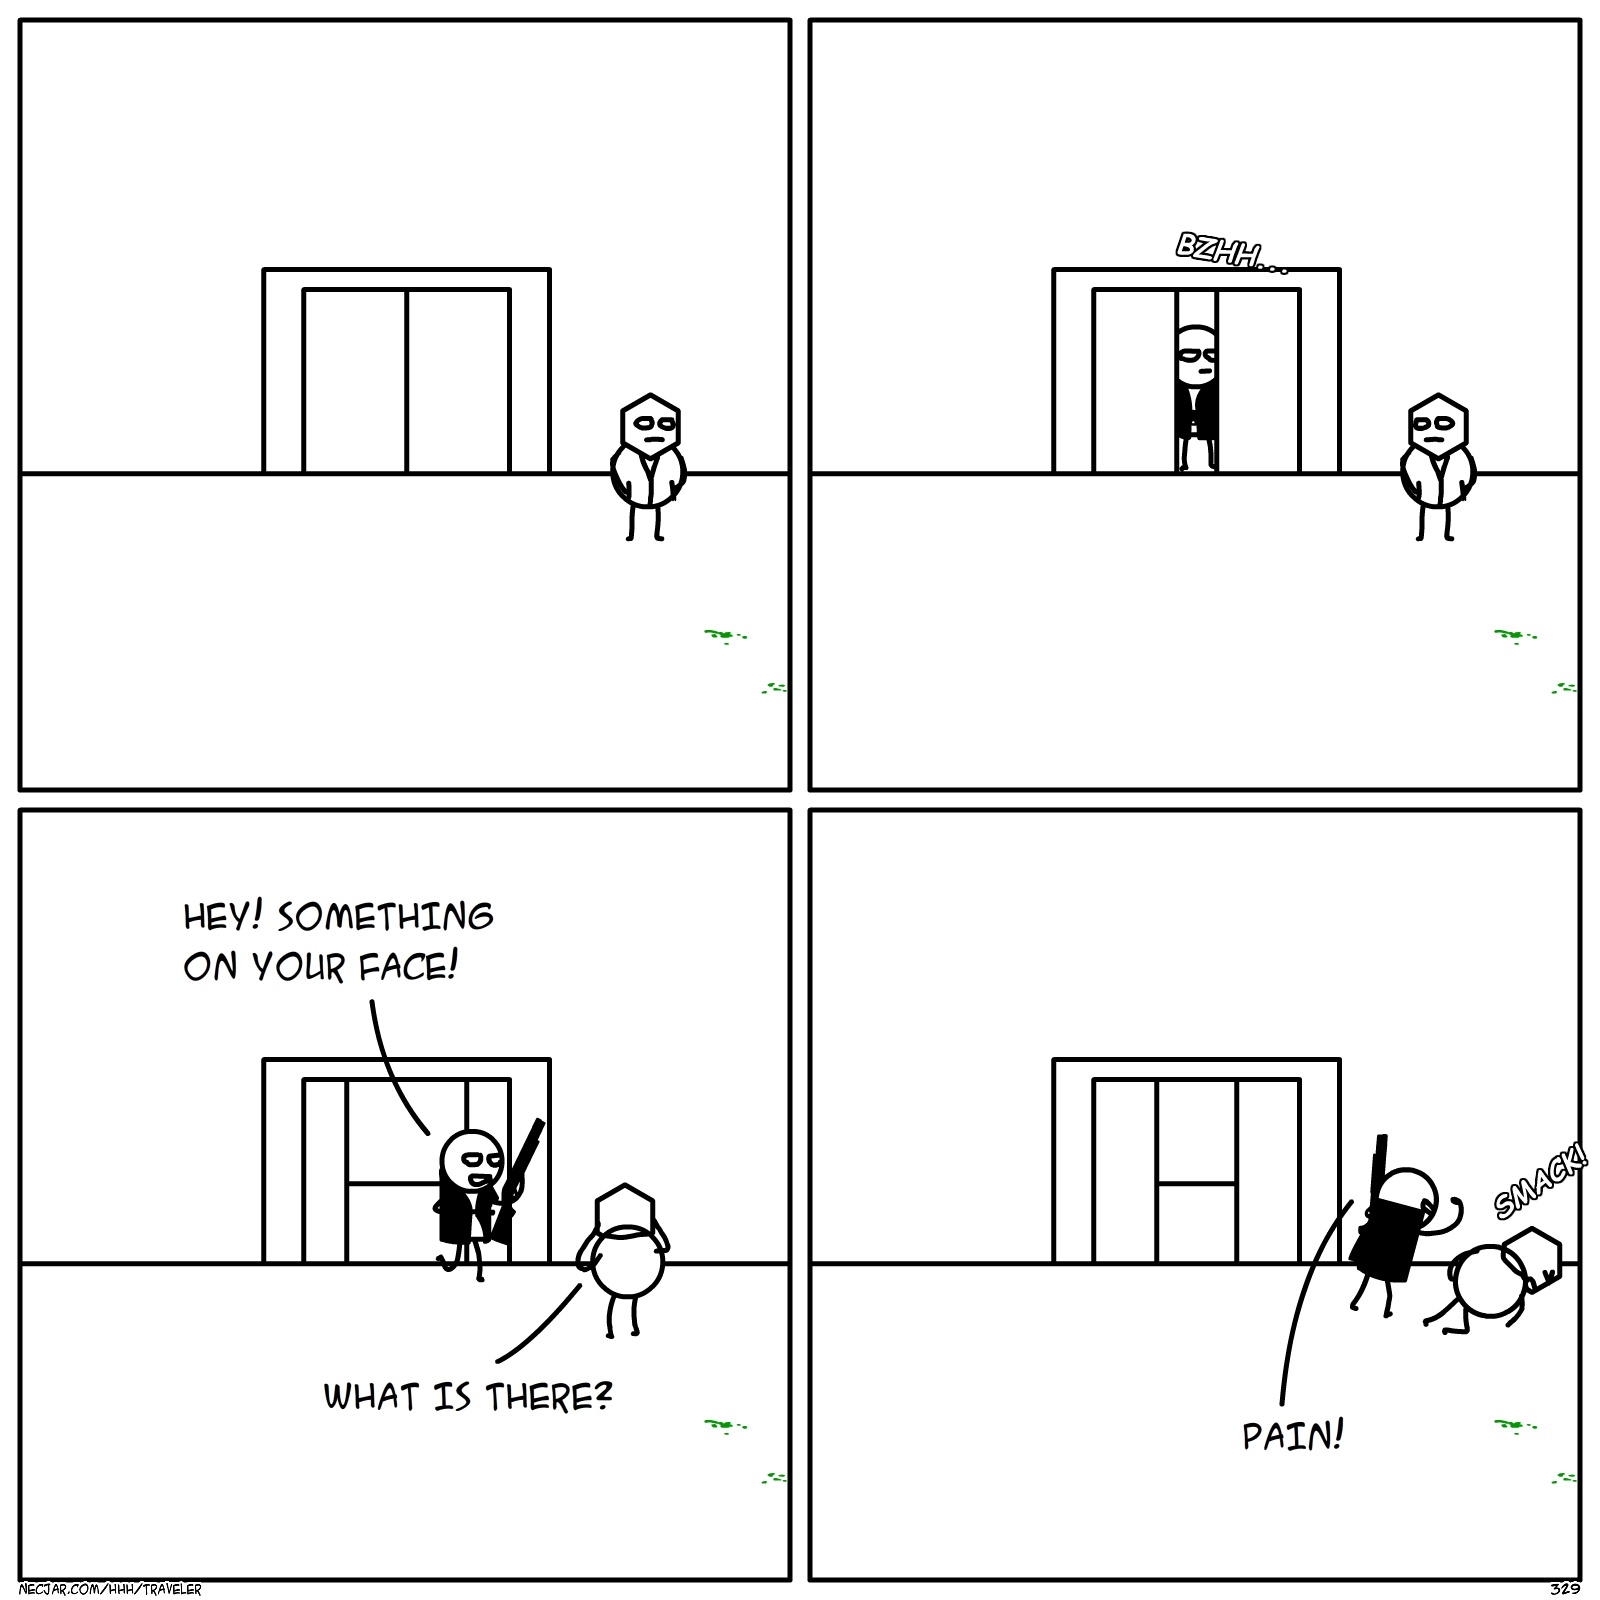 BZHH...
HEY! SOMETHING
ON YOUR FACE!
WHAT IS THERE?
SMACK!
PAIN!
NECJAR.COM/HHH/TRAVELER
329